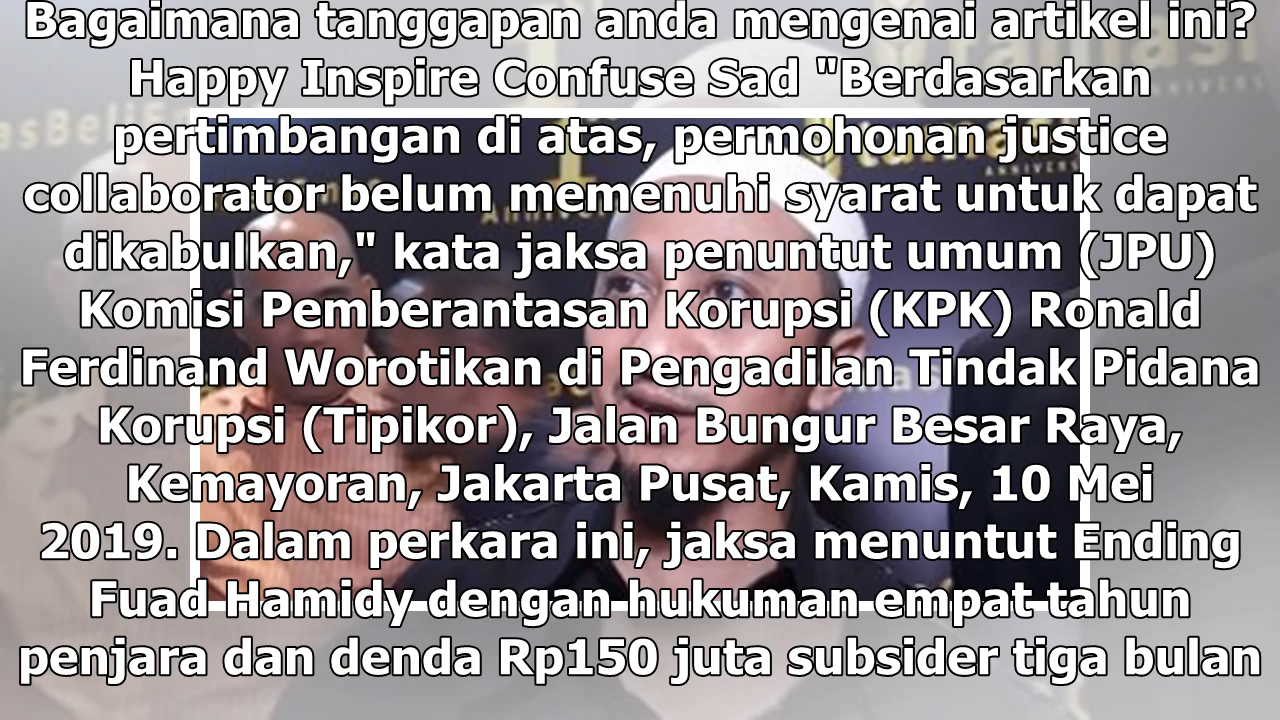 Bagaimana tanggapan anda mengenai artikel ini?
Happy Inspire Confuse Sad "Berdasarkan
pertimbangan di atas, permohonan justice
collaborator belum memenuhi syarat untuk dapat
dikabulkan," kata jaksa penuntut umum (JPU)
Komisi Pemberantasan Korupsi (KPK) Ronald
Ferdinand Worotikan di Pengadilan Tindak Pidana
Korupsi (Tipikor), Jalan Bungur Besar Raya,
Kemayoran, Jakarta Pusat, Kamis, 10 Mei
2019. Dalam perkara ini, jaksa menuntut Ending
Fuad Hamidy dengan hukuman empat tahun
penjara dan denda Rp150 juta subsider tiga bulan